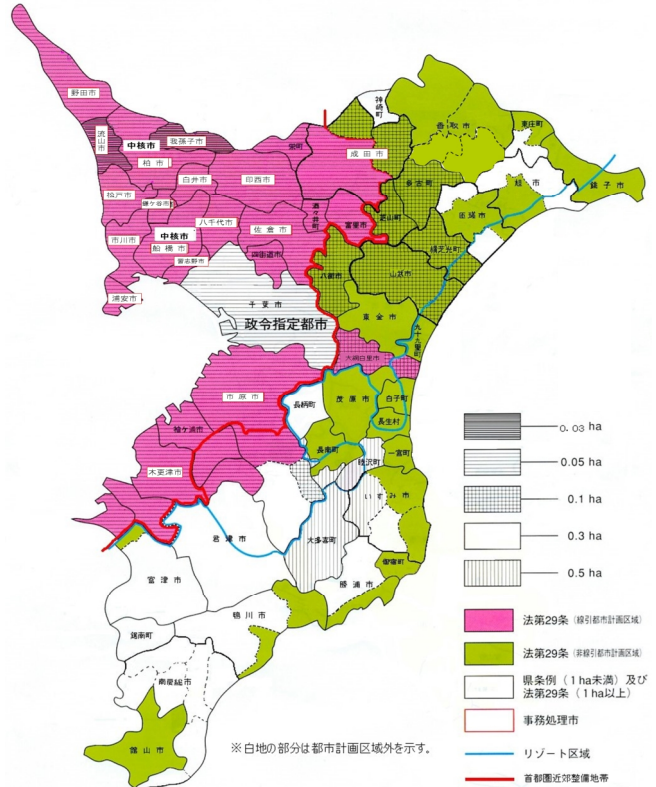 野田市
流山市
中核市
柏市
我孫子市
神崎町
香取市
東庄町
栄町
成田市
銚子市
旭市
松戸市
鎌ケ谷市
白井市
印西市
多古町
匝瑳市
酒々井町
富里市
芝山町
横芝光町
市川市
中核市
船橋市
八千代市
習志野市
佐倉市
四街道市
八街市
山武市
浦安市
千葉市
政令指定都市
東金市
九十九里町
大網白里市
市原市
長柄町
茂原市
白子町
長生村
袖ケ浦市
長南町
睦沢町
一宮町
木更津市
いすみ市
君津市
大多喜町
御宿町
富津市
勝浦市
鴨川市
鋸南町
南房総市
館山市
0.03 ha
0.05 ha
0.1 ha
0.3 ha
0.5 ha
法第29条(線引都市計画区域)
法第29条(非線引都市計画区域)
県条例(1ha未満)及び
法第29条(1ha以上)
事務処理市
リゾート区域
首都圏近郊整備地帯
※白地の部分は都市計画区域外を示す。